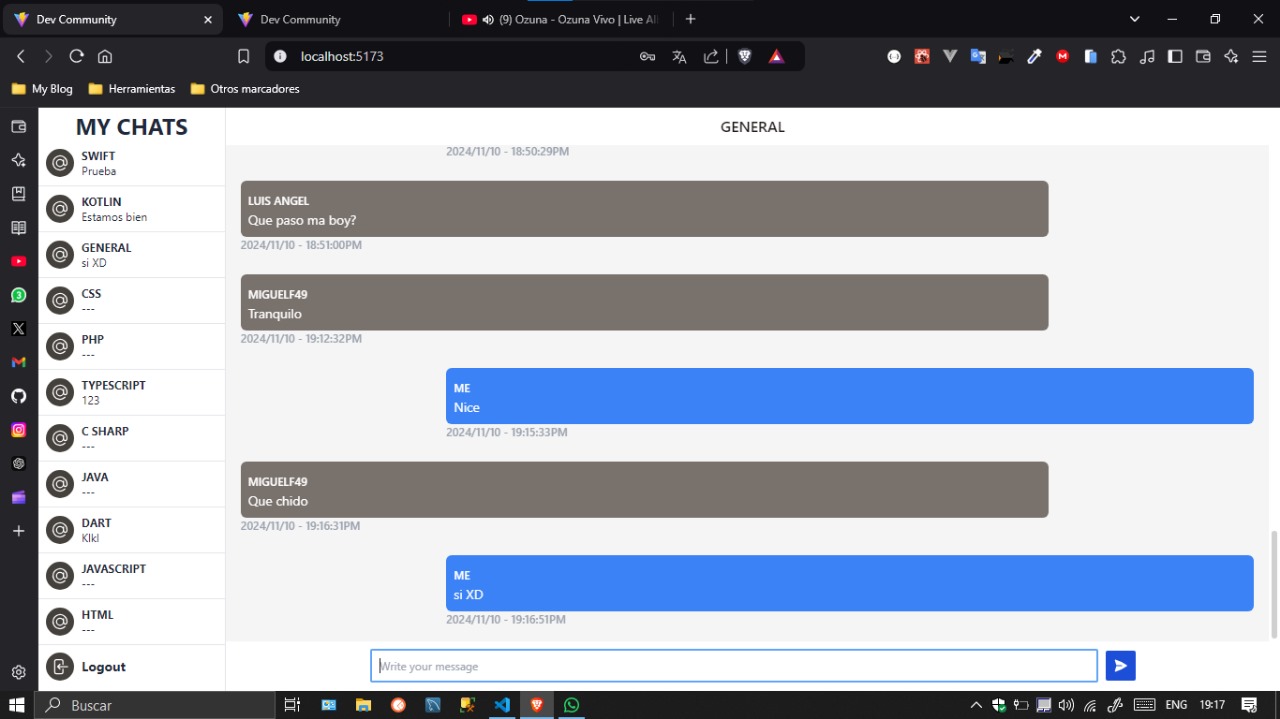 Dev Community
Dev Community
(9) Ozuna - Ozuna Vivo | Live Al
localhost:5173
My Blog
Herramientas
Otros marcadores
MY CHATS
SWIFT
Prueba
KOTLIN
Estamos bien
GENERAL
si XD
CSS
---
PHP
---
TYPESCRIPT
123
C SHARP
---
JAVA
---
DART
Klkl
JAVASCRIPT
---
HTML
---
Logout
GENERAL
2024/11/10 - 18:50:29PM
LUIS ANGEL
Que paso ma boy?
2024/11/10 - 18:51:00PM
MIGUELF49
Tranquilo
2024/11/10 - 19:12:32PM
ME
Nice
2024/11/10 - 19:15:33PM
MIGUELF49
Que chido
2024/11/10 - 19:16:31PM
ME
si XD
2024/11/10 - 19:16:51PM
Write your message
3
Buscar
ENG
19:17